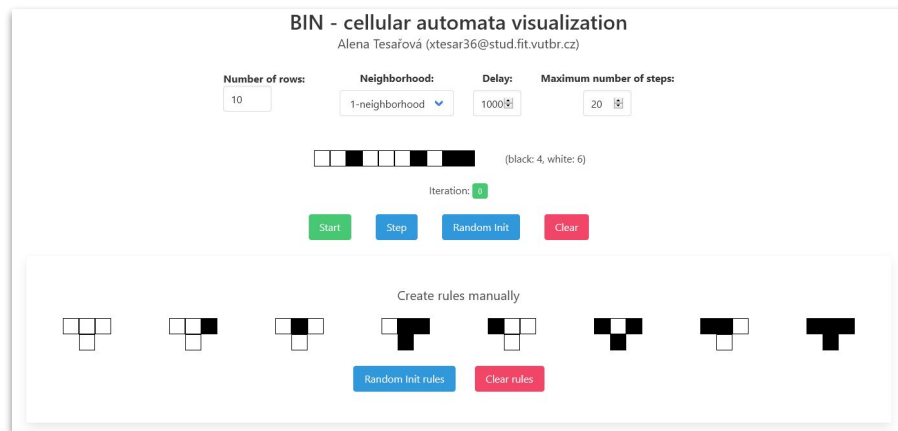 BIN - cellular automata visualization
Alena Tesařová (xtesar36@stud.fit.vutbr.cz)
Number of rows: Neighborhood: Delay: Maximum number of steps:
10 1-neighborhood 1000 20
(black: 4, white: 6)
Iteration: 0
Start Step Random Init Clear
Create rules manually
Random Init rules Clear rules